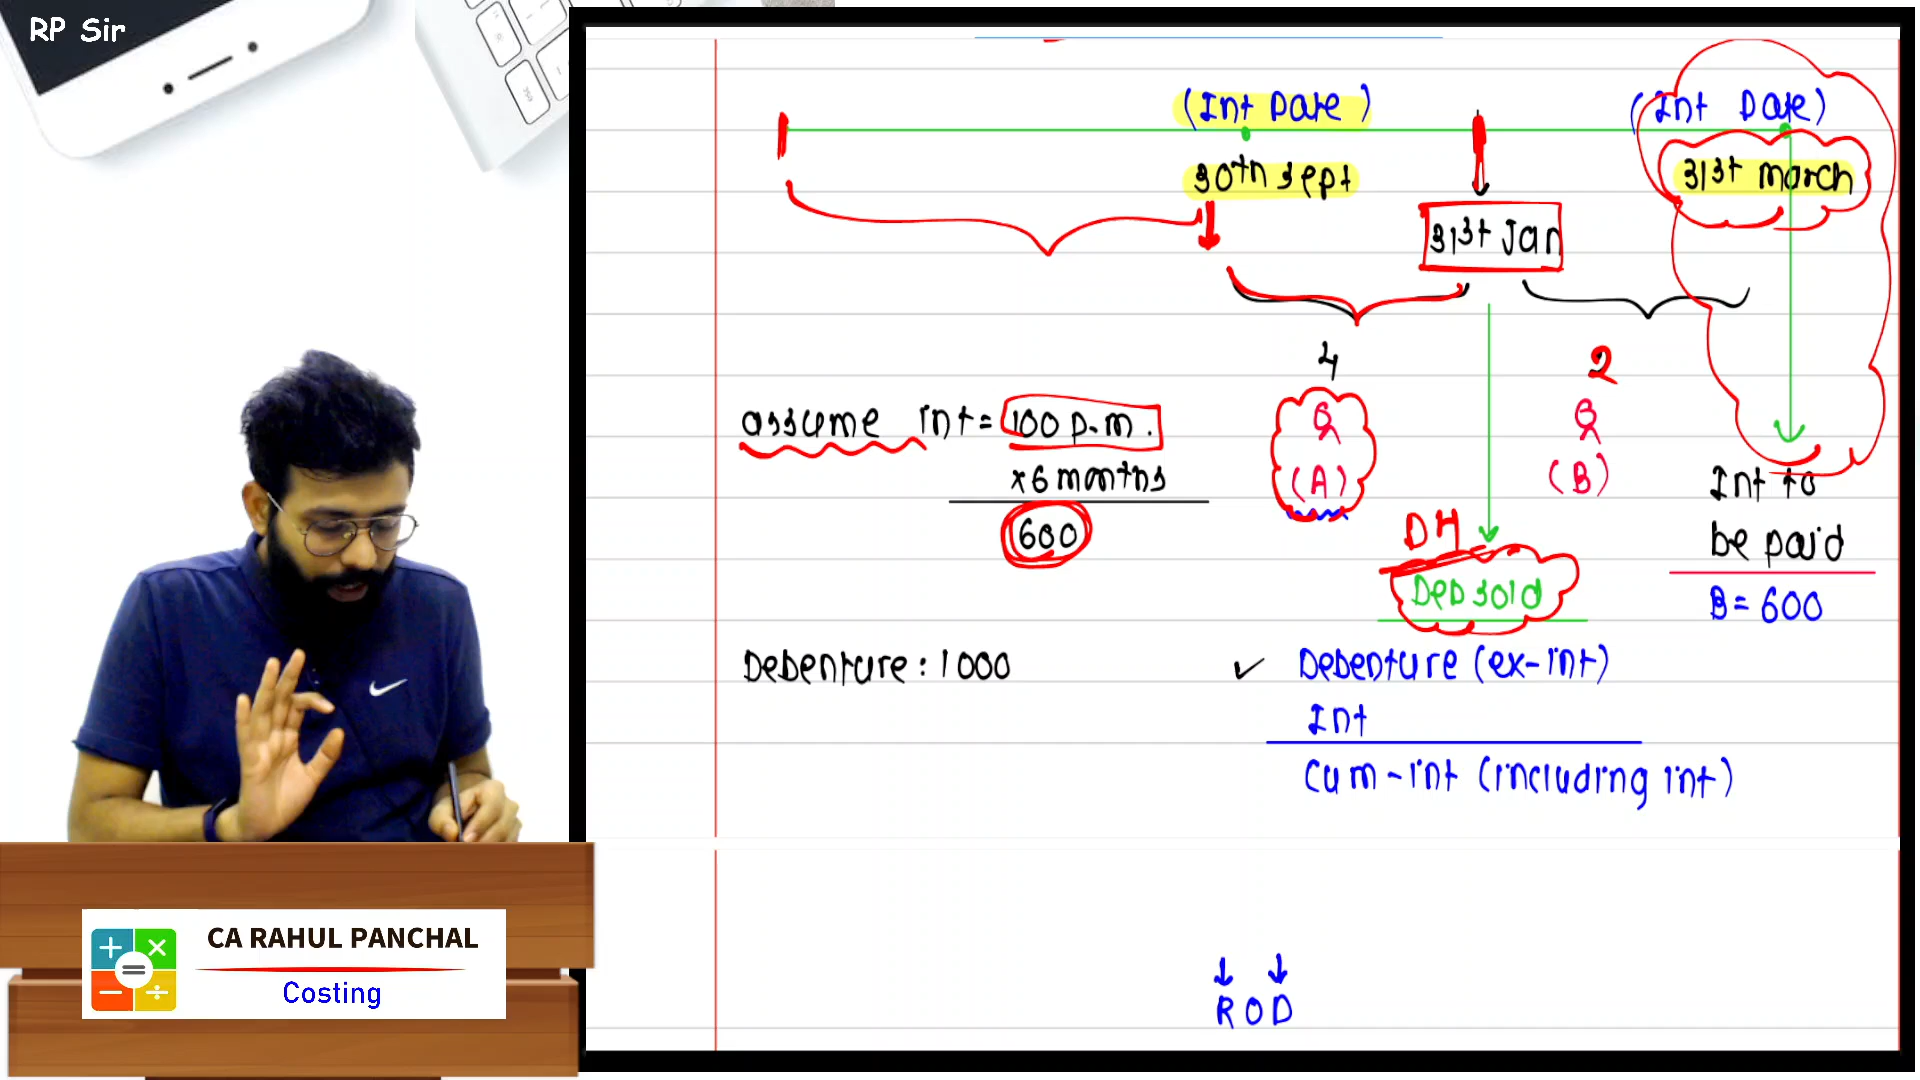 RP Sir
(Int Date)
(Int Date)
30th sept
31st march
31st Jan
4
2
assume int = 100 p.m.
Q
Q
×6 months
(A)
(B)
Int to
600
DH
be paid
Deb sold
B = 600
Debenture : 1000
✓ Debenture (ex-int)
Int
Cum-int (including int)
CA RAHUL PANCHAL
Costing
R O D